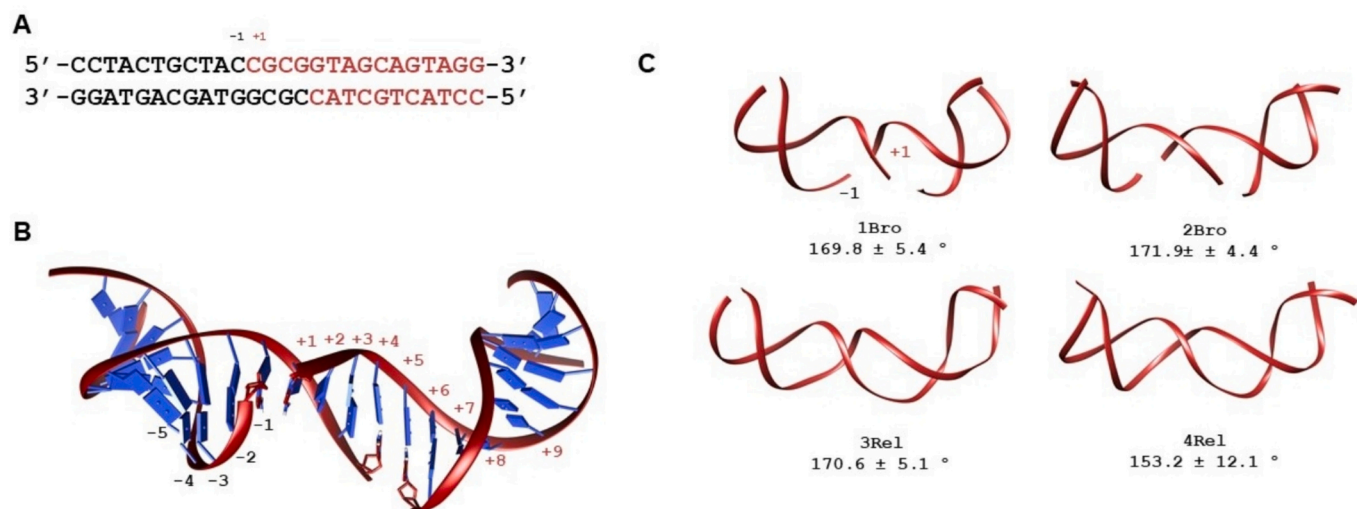 A
-1 +1
5’-CCTACTGCTACCGCGGTAGCAGTAGG-3’
3’-GGATGACGATGGCGCCATCGTCATCC-5’
B
+1 +2 +3 +4
+5
+6
+7
+8 +9
-1
-2
-5
-4 -3
C
+1
-1
1Bro
169.8 ± 5.4 °
2Bro
171.9± ± 4.4 °
3Rel
170.6 ± 5.1 °
4Rel
153.2 ± 12.1 °